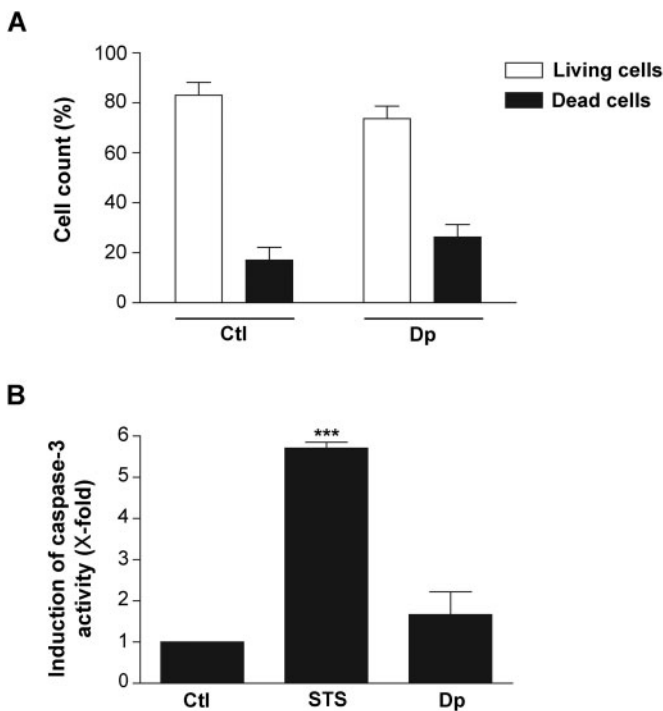 A
100
80
60
40
20
0
Cell count (%)
Living cells
Dead cells
Ctl Dp
B
6
5
4
3
2
1
0
Induction of caspase-3
activity (X-fold)
***
Ctl STS Dp